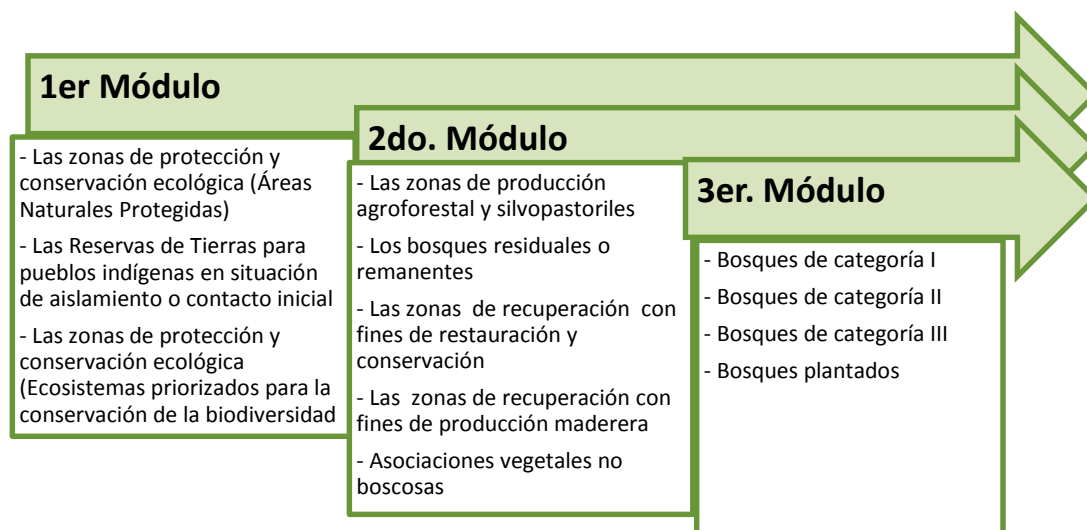 1er Módulo
- Las zonas de protección y
conservación ecológica (Áreas
Naturales Protegidas)
- Las Reservas de Tierras para
pueblos indígenas en situación
de aislamiento o contacto inicial
- Las zonas de protección y
conservación ecológica
(Ecosistemas priorizados para la
conservación de la biodiversidad
2do. Módulo
- Las zonas de producción
agroforestal y silvopastoriles
- Los bosques residuales o
remanentes
- Las zonas de recuperación con
fines de restauración y
conservación
- Las zonas de recuperación con
fines de producción maderera
- Asociaciones vegetales no
boscosas
3er. Módulo
- Bosques de categoría I
- Bosques de categoría II
- Bosques de categoría III
- Bosques plantados